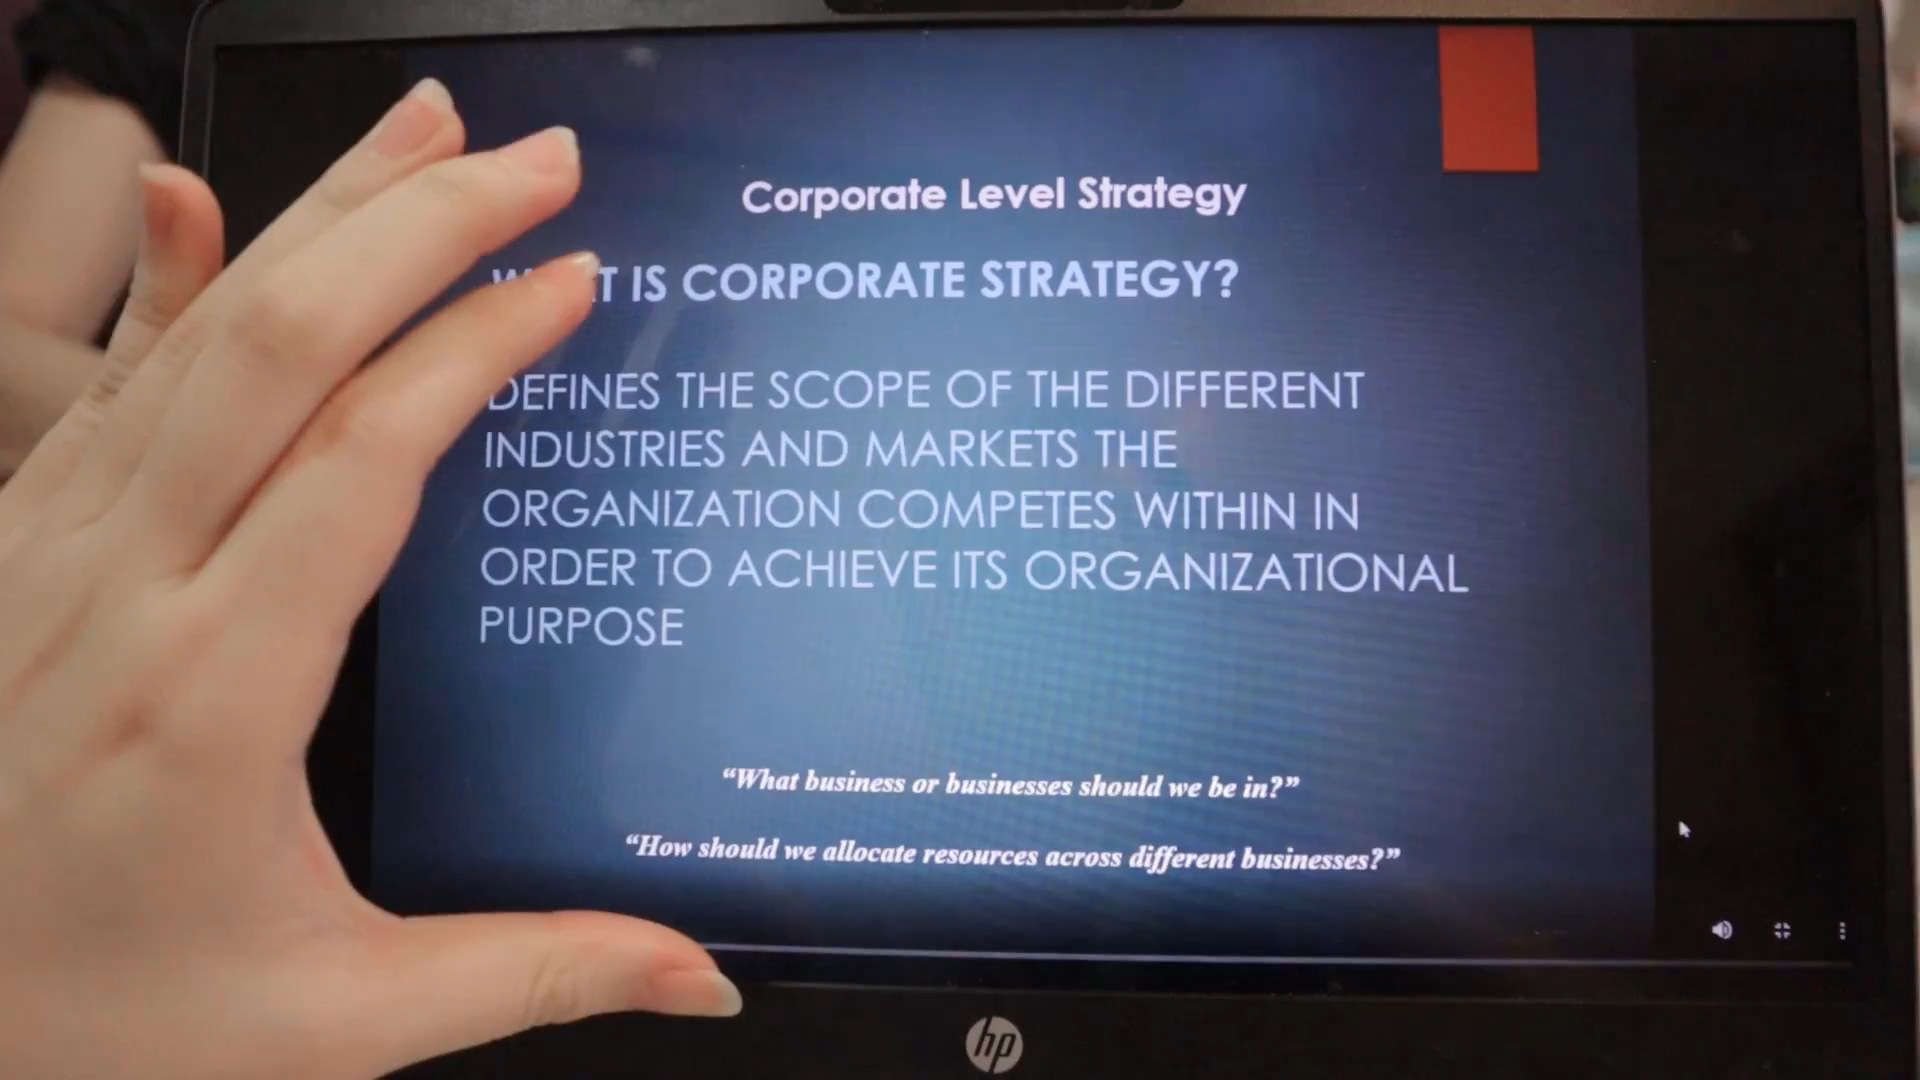 Corporate Level Strategy
IS CORPORATE STRATEGY?
DEFINES THE SCOPE OF THE DIFFERENT
INDUSTRIES AND MARKETS THE
ORGANIZATION COMPETES WITHIN IN
ORDER TO ACHIEVE ITS ORGANIZATIONAL
PURPOSE
“What business or businesses should we be in?”
“How should we allocate resources across different businesses?”
hp